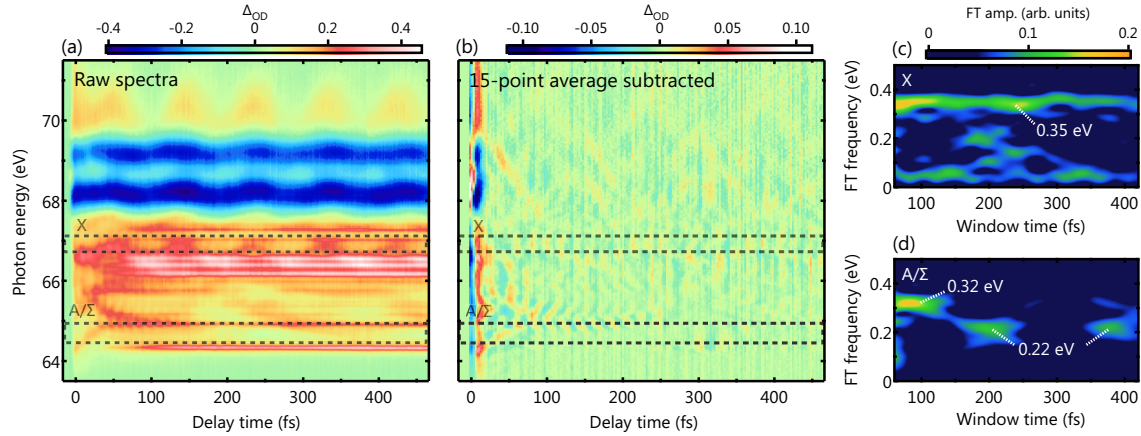 Δ_OD
-0.4 -0.2 0 0.2 0.4
(a)
Raw spectra
X
A/Σ
70
68
66
64
Photon energy (eV)
0 100 200 300 400
Delay time (fs)
Δ_OD
-0.10 -0.05 0 0.05 0.10
(b)
15-point average subtracted
X
A/Σ
0 100 200 300 400
Delay time (fs)
FT amp. (arb. units)
0 0.1 0.2
(c)
X
0.35 eV
0.4
0.2
0
FT frequency (eV)
100 200 300 400
Window time (fs)
(d)
A/Σ
0.32 eV
0.22 eV
0.4
0.2
0
FT frequency (eV)
100 200 300 400
Window time (fs)